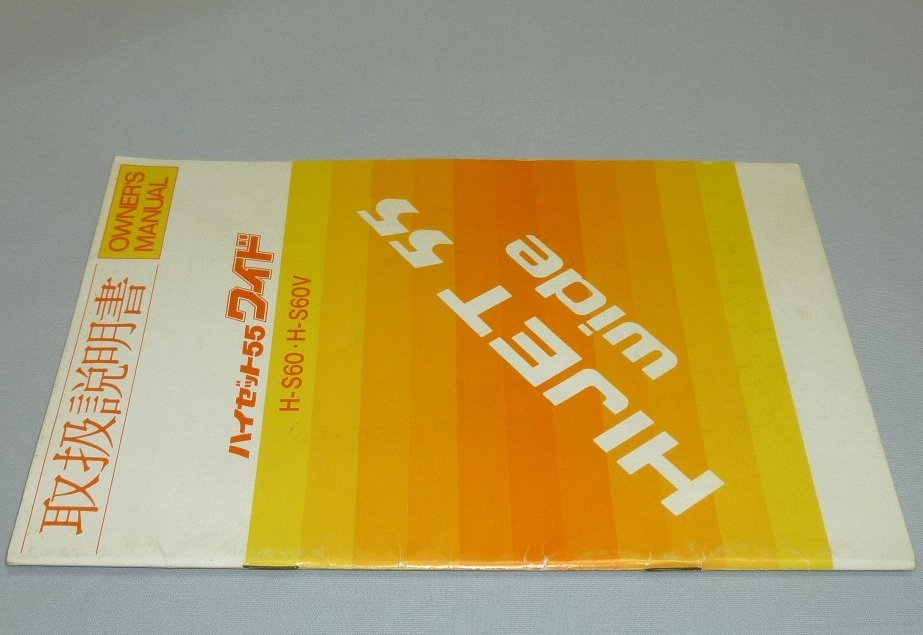 取扱説明書
OWNER'S
MANUAL
ハイゼット55ワイド
H-S60・H-S60V
HIJET 55
wide